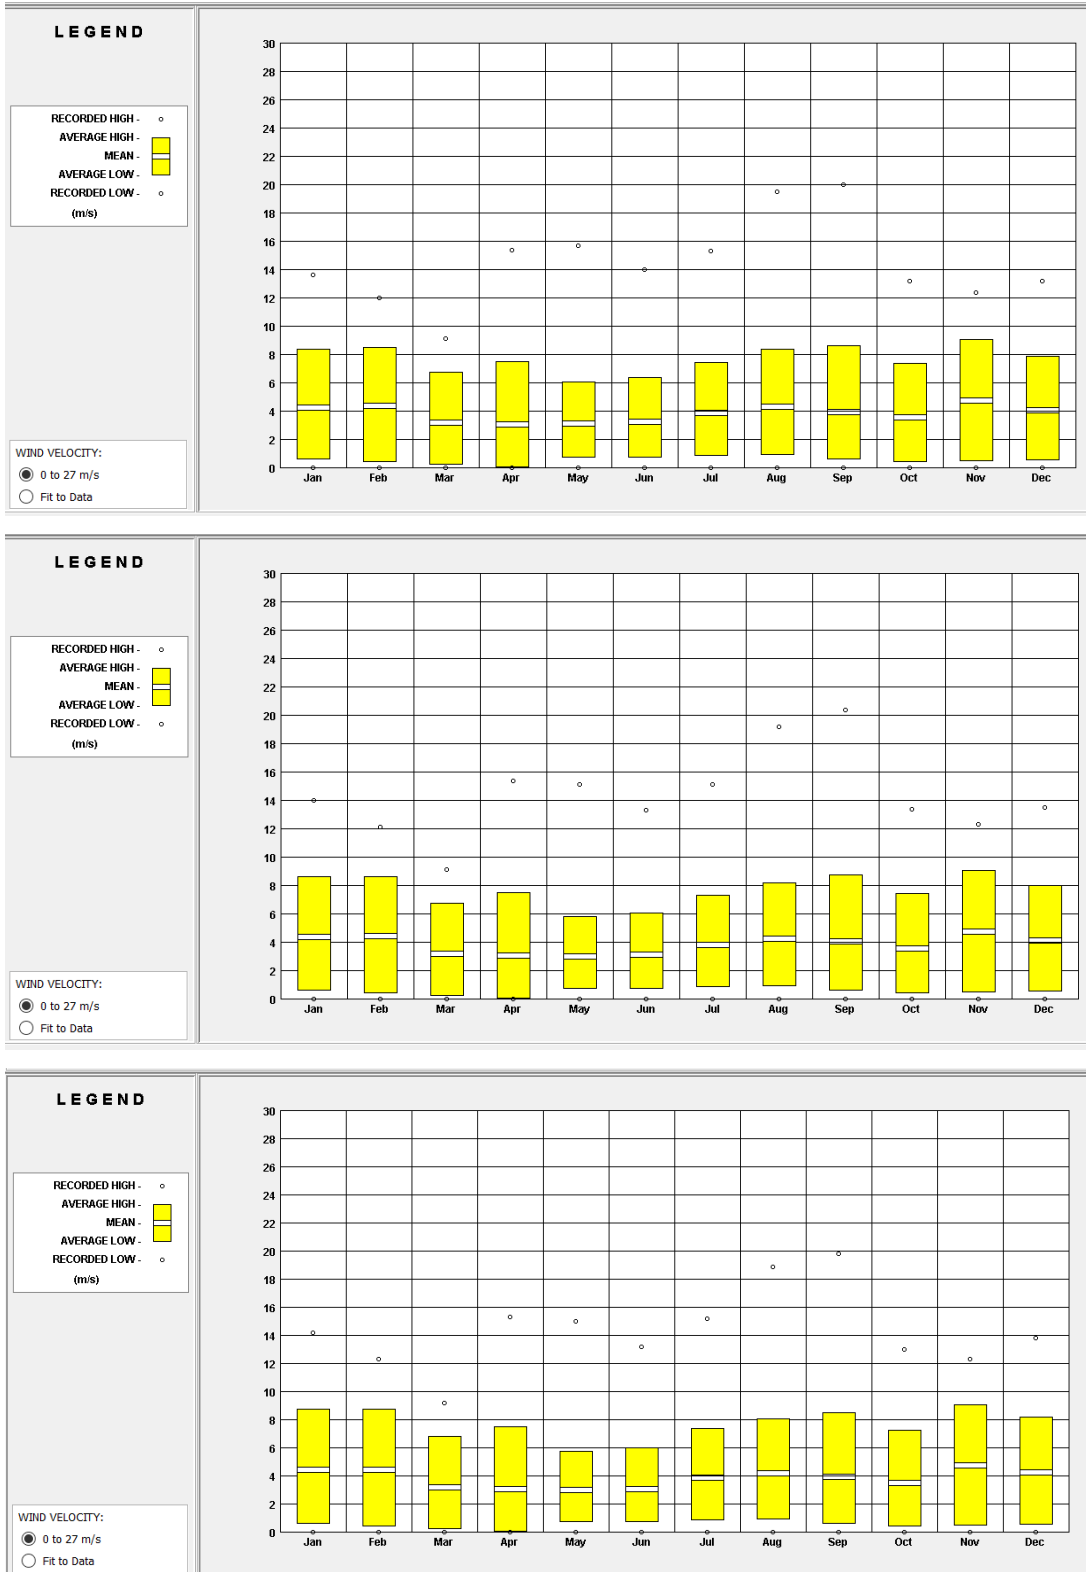 LEGEND
RECORDED HIGH -
AVERAGE HIGH -
MEAN -
AVERAGE LOW -
RECORDED LOW -
(m/s)
WIND VELOCITY:
0 to 27 m/s
Fit to Data
30
28
26
24
22
20
18
16
14
12
10
8
6
4
2
0
Jan Feb Mar Apr May Jun Jul Aug Sep Oct Nov Dec
LEGEND
RECORDED HIGH -
AVERAGE HIGH -
MEAN -
AVERAGE LOW -
RECORDED LOW -
(m/s)
WIND VELOCITY:
0 to 27 m/s
Fit to Data
30
28
26
24
22
20
18
16
14
12
10
8
6
4
2
0
Jan Feb Mar Apr May Jun Jul Aug Sep Oct Nov Dec
LEGEND
RECORDED HIGH -
AVERAGE HIGH -
MEAN -
AVERAGE LOW -
RECORDED LOW -
(m/s)
WIND VELOCITY:
0 to 27 m/s
Fit to Data
30
28
26
24
22
20
18
16
14
12
10
8
6
4
2
0
Jan Feb Mar Apr May Jun Jul Aug Sep Oct Nov Dec